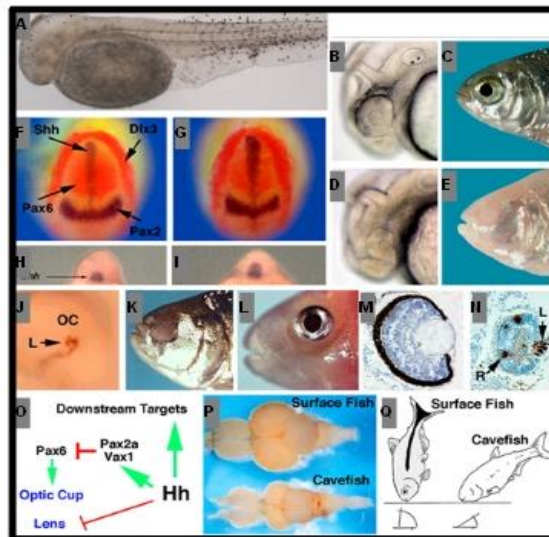 A
B
C
F
Shh
Dlx3
G
Pax6
Pax2
D
E
H
I
J
OC
L
K
L
M
N
L
R
O
Downstream Targets
Pax6
Pax2a
Vax1
Optic Cup
Hh
Lens
P
Surface Fish
Cavefish
Q
Surface Fish
Cavefish